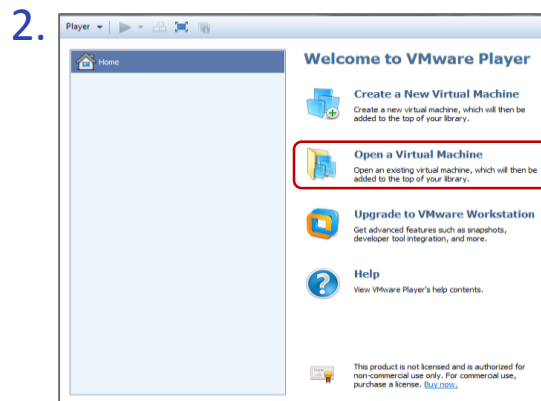 2.
Player
Home
Welcome to VMware Player
Create a New Virtual Machine
Create a new virtual machine, which will then be
added to the top of your library.
Open a Virtual Machine
Open an existing virtual machine, which will then be
added to the top of your library.
Upgrade to VMware Workstation
Get advanced features such as snapshots,
developer tool integration, and more.
Help
View VMware Player's help contents.
This product is not licensed and is authorized for
non-commercial use only. For commercial use,
purchase a license. Buy now.